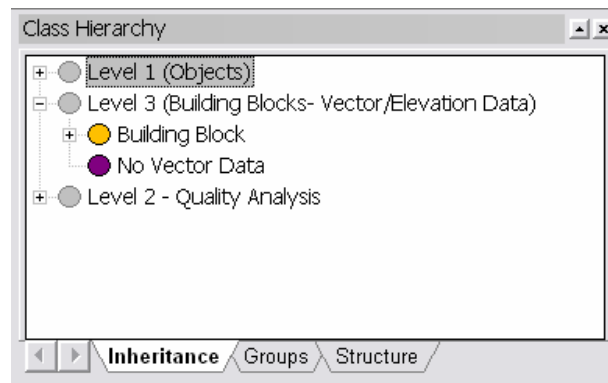 Class Hierarchy
Level 1 (Objects)
Level 3 (Building Blocks- Vector/Elevation Data)
Building Block
No Vector Data
Level 2 - Quality Analysis
Inheritance Groups Structure